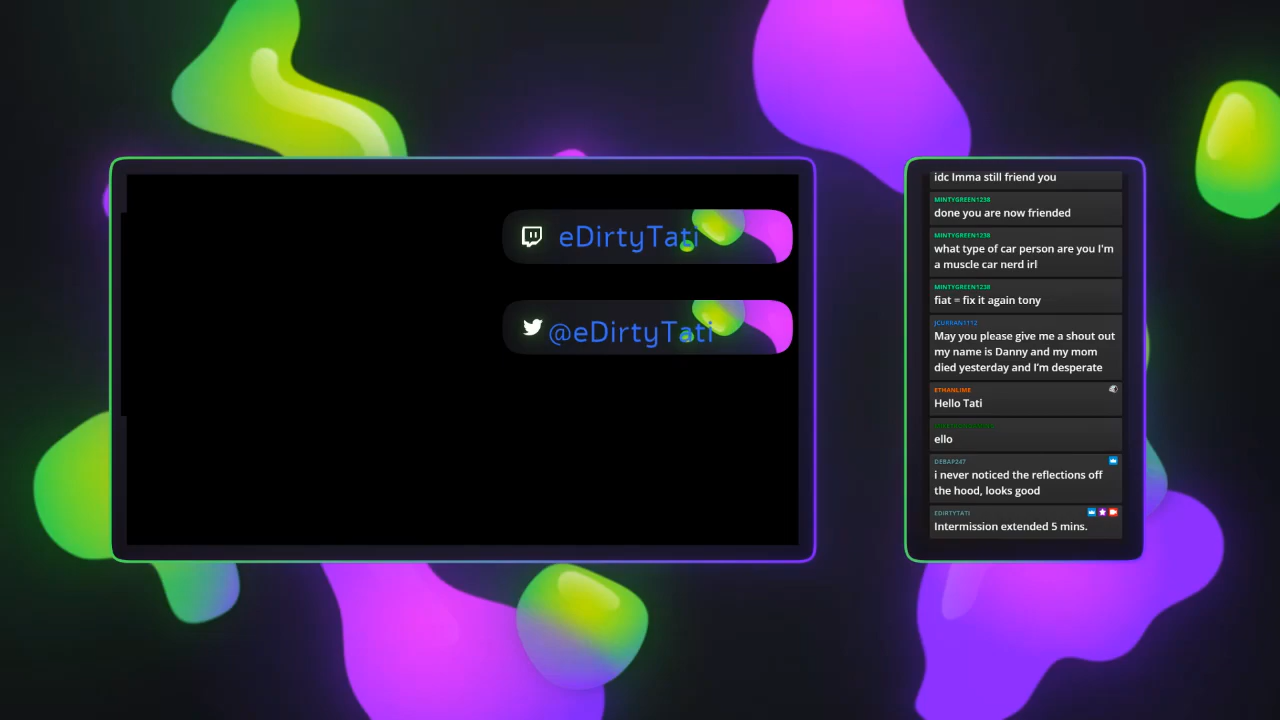 eDirtyTati
@eDirtyTati
idc Imma still friend you
MINTYGREEN1238
done you are now friended
MINTYGREEN1238
what type of car person are you I'm
a muscle car nerd irl
MINTYGREEN1238
fiat = fix it again tony
JCURRAN1112
May you please give me a shout out
my name is Danny and my mom
died yesterday and I'm desperate
ETHANLIME
Hello Tati
ello
DEBAP247
i never noticed the reflections off
the hood, looks good
EDIRTYTATI
Intermission extended 5 mins.